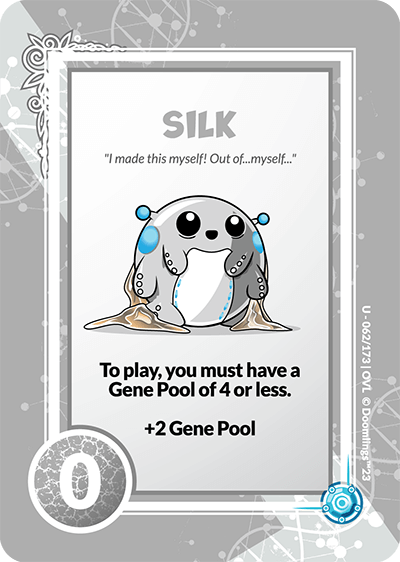 SILK
"I made this myself! Out of...myself..."
To play, you must have a
Gene Pool of 4 or less.
+2 Gene Pool
0
U - 062/173 | OVL © Doomlings™ 23